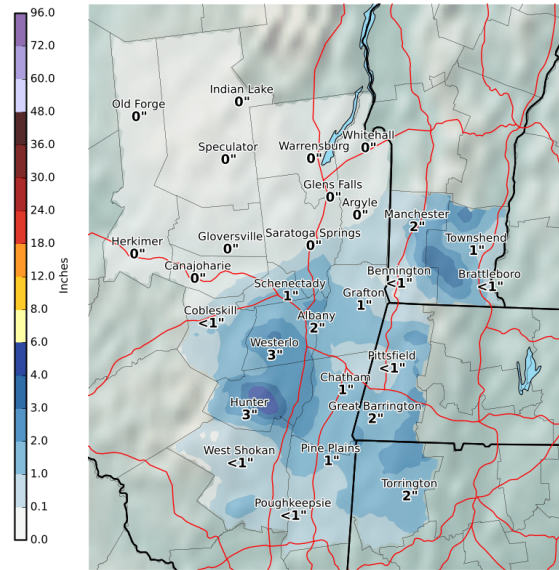 96.0
72.0
60.0
48.0
36.0
30.0
24.0
18.0
12.0
8.0
6.0
4.0
3.0
2.0
1.0
0.1
0.0
Inches
Indian Lake
0"
Old Forge
0"
Whitehall
0"
Speculator
0"
Warrensburg
0"
Glens Falls
0"
Argyle
0"
Manchester
2"
Herkimer
0"
Gloversville
0"
Saratoga Springs
0"
Townshend
1"
Canajoharie
0"
Schenectady
1"
Grafton
1"
Bennington
<1"
Brattleboro
<1"
Cobleskill
<1"
Albany
2"
Westerlo
3"
Pittsfield
<1"
Chatham
1"
Hunter
3"
Great Barrington
2"
West Shokan
<1"
Pine Plains
1"
Torrington
2"
Poughkeepsie
<1"